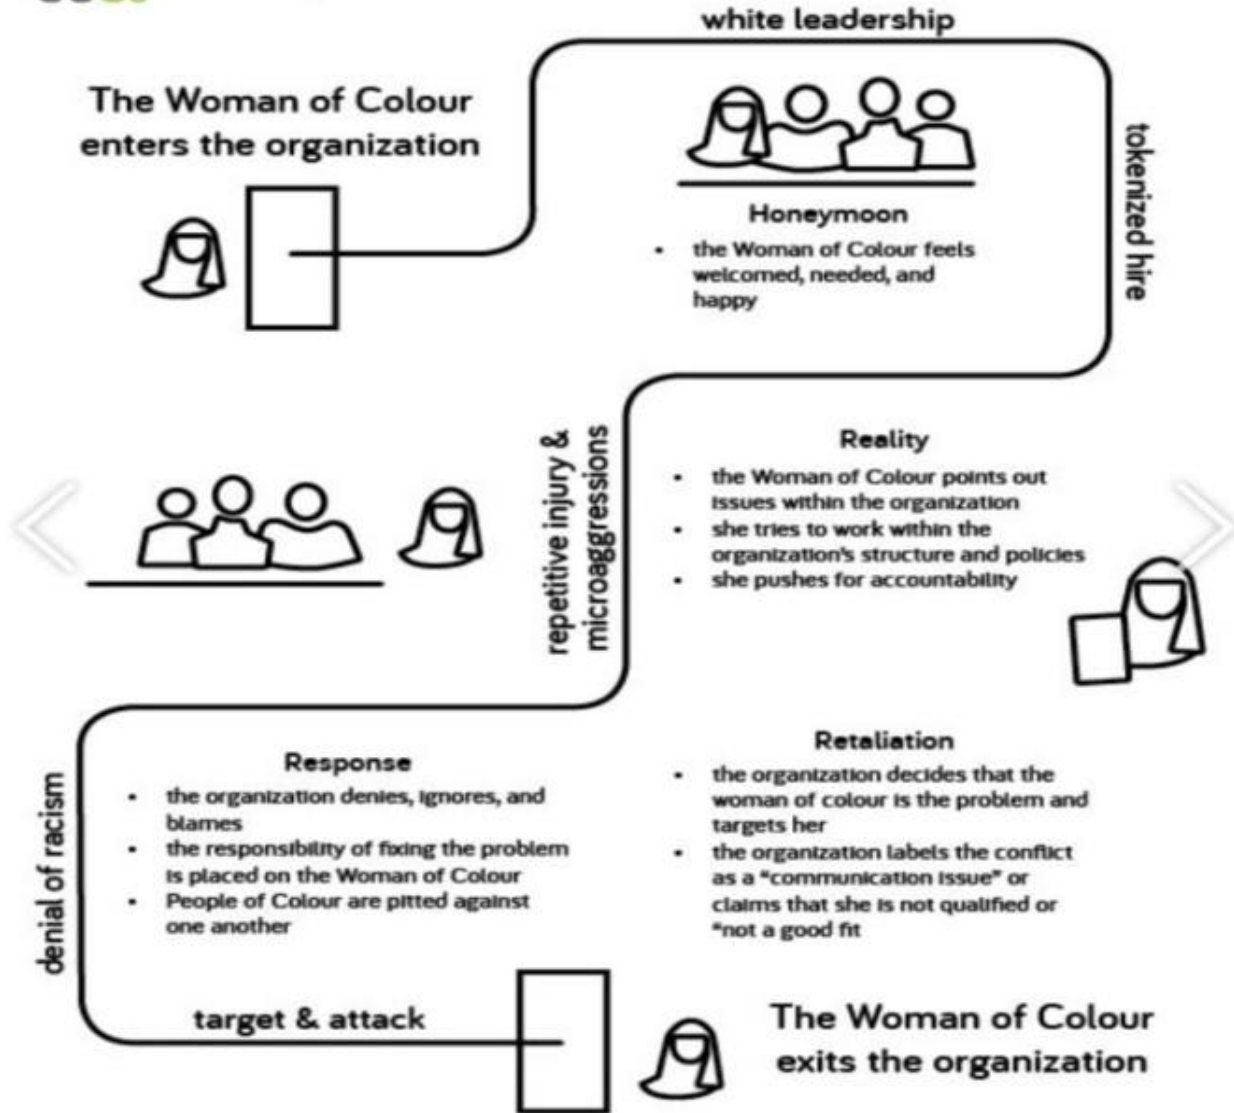 white leadership
The Woman of Colour
enters the organization
tokenized hire
Honeymoon
• the Woman of Colour feels
welcomed, needed, and
happy
repetitive injury &
microaggressions
Reality
• the Woman of Colour points out
issues within the organization
• she tries to work within the
organization's structure and policies
• she pushes for accountability
denial of racism
Response
• the organization denies, ignores, and
blames
• the responsibility of fixing the problem
is placed on the Woman of Colour
• People of Colour are pitted against
one another
Retaliation
• the organization decides that the
woman of colour is the problem and
targets her
• the organization labels the conflict
as a "communication issue" or
claims that she is not qualified or
"not a good fit
target & attack
The Woman of Colour
exits the organization